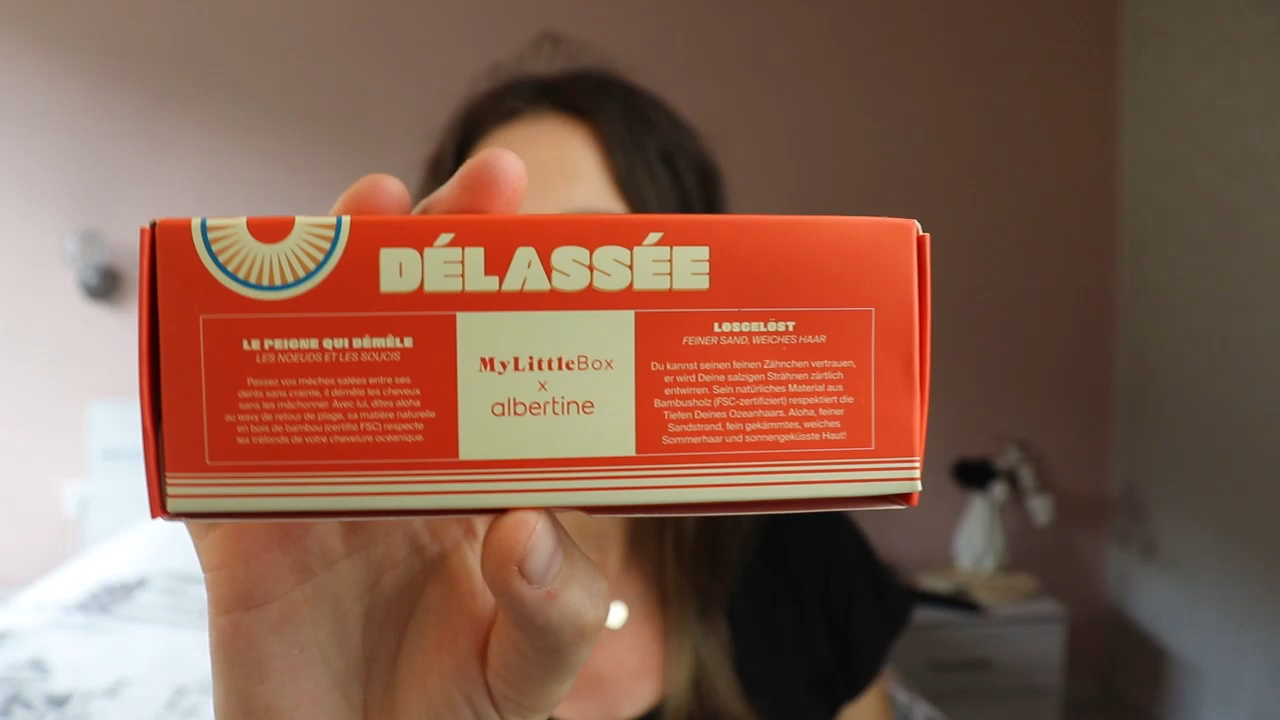 DÉLASSÉE
LE PEIGNE QUI DÉMÊLE
LES NOEUDS ET LES SOUCIS
Passez vos mèches salées entre ses
dents sans crainte, il démêle les cheveux
sans les mâchonner. Avec lui, dites aloha
au wavy de retour de plage, sa matière naturelle
en bois de bambou (certifié FSC) respecte
les tréfonds de votre chevelure océanique.
MyLittleBox
x
albertine
LOSGELÖST
FEINER SAND, WEICHES HAAR
Du kannst seinen feinen Zähnchen vertrauen,
er wird Deine salzigen Strähnen zärtlich
entwirren. Sein natürliches Material aus
Bambusholz (FSC-zertifiziert) respektiert die
Tiefen Deines Ozeanhaars. Aloha, feiner
Sandstrand, fein gekämmtes, weiches
Sommerhaar und sonnengeküsste Haut!